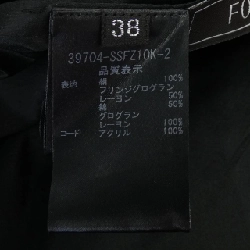 38
FO
39704-SSFZ10K-2
品質表示
表地 綿 100%
フリンジグログラン
レーヨン 50%
綿 50%
グログラン
レーヨン 100%
コード アクリル 100%